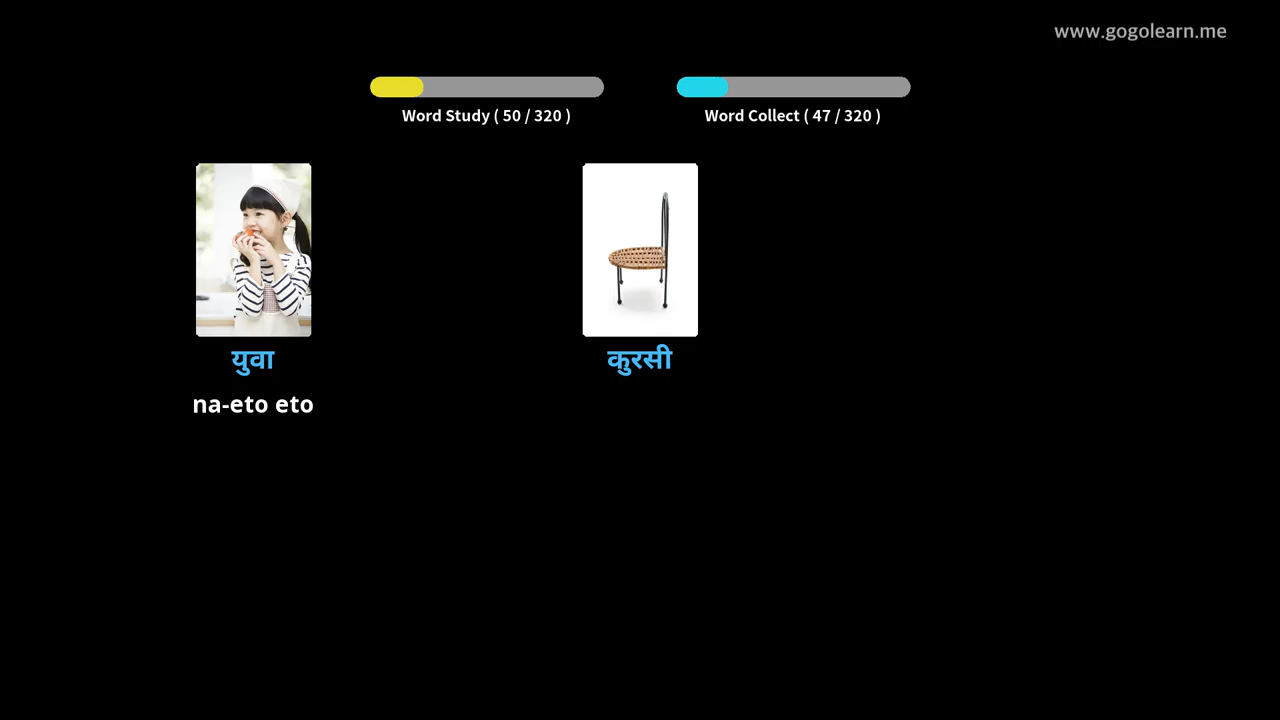 www.gogolearn.me
Word Study ( 50 / 320 )
Word Collect ( 47 / 320 )
युवा
कुरसी
na-eto eto